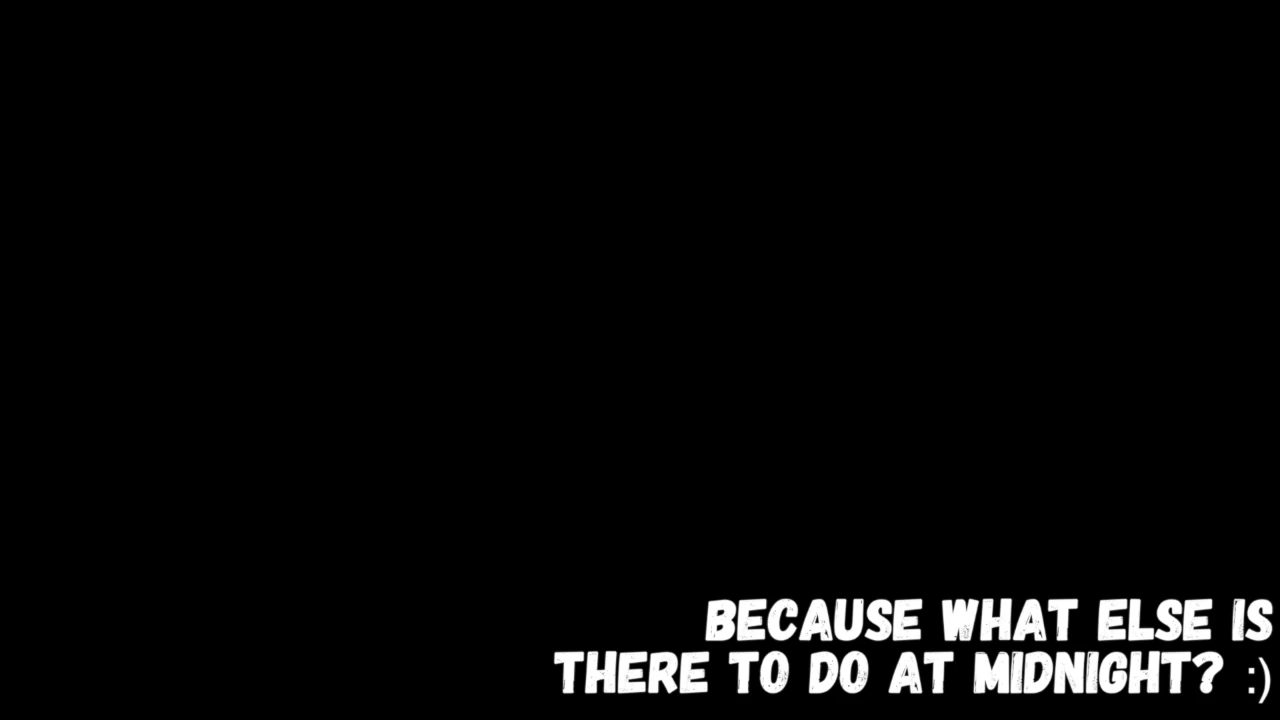 BECAUSE WHAT ELSE IS
THERE TO DO AT MIDNIGHT? :)